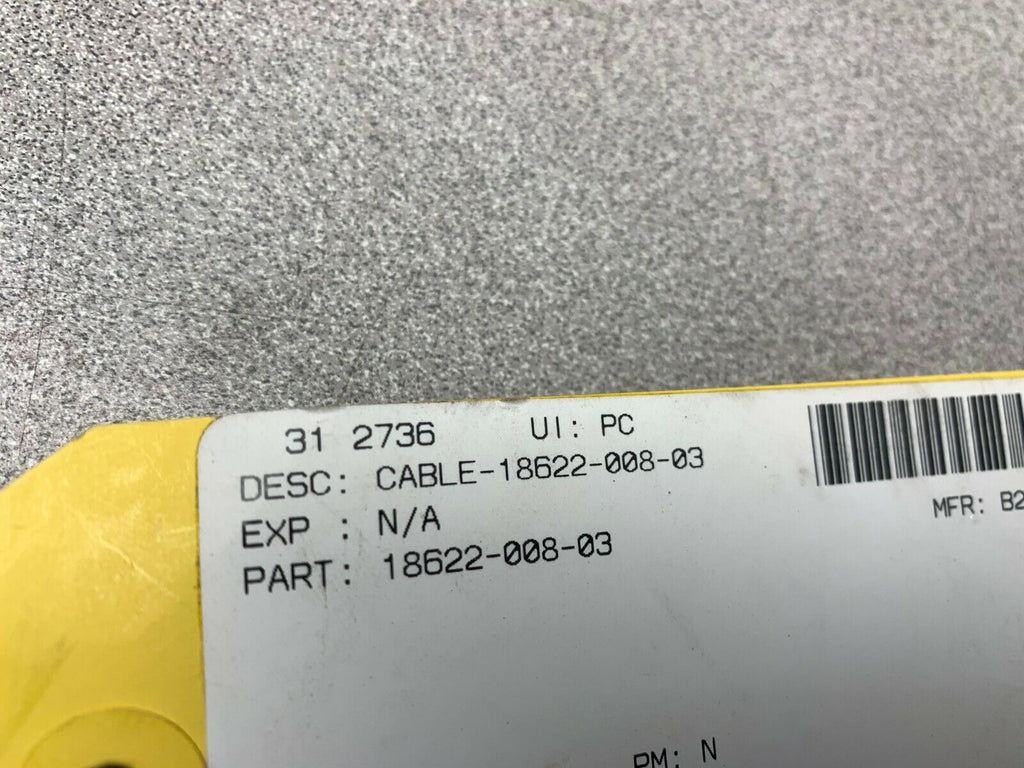 31 2736 UI: PC
DESC: CABLE-18622-008-03
MFR: B2
EXP : N/A
PART: 18622-008-03
PM: N